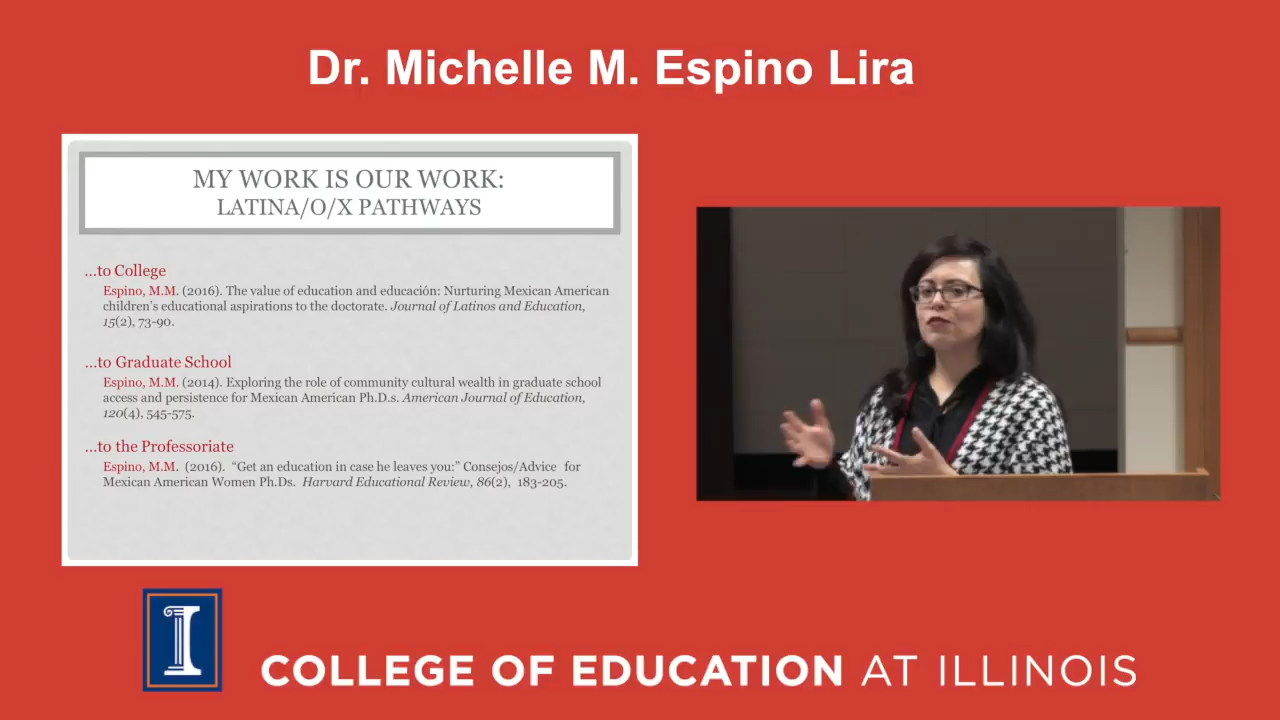 Dr. Michelle M. Espino Lira
MY WORK IS OUR WORK:
LATINA/O/X PATHWAYS
...to College
Espino, M.M. (2016). The value of education and educación: Nurturing Mexican American
children's educational aspirations to the doctorate. Journal of Latinos and Education,
15(2), 73-90.
...to Graduate School
Espino, M.M. (2014). Exploring the role of community cultural wealth in graduate school
access and persistence for Mexican American Ph.D.s. American Journal of Education,
120(4), 545-575.
...to the Professoriate
Espino, M.M. (2016). “Get an education in case he leaves you:” Consejos/Advice for
Mexican American Women Ph.Ds. Harvard Educational Review, 86(2), 183-205.
I
COLLEGE OF EDUCATION AT ILLINOIS